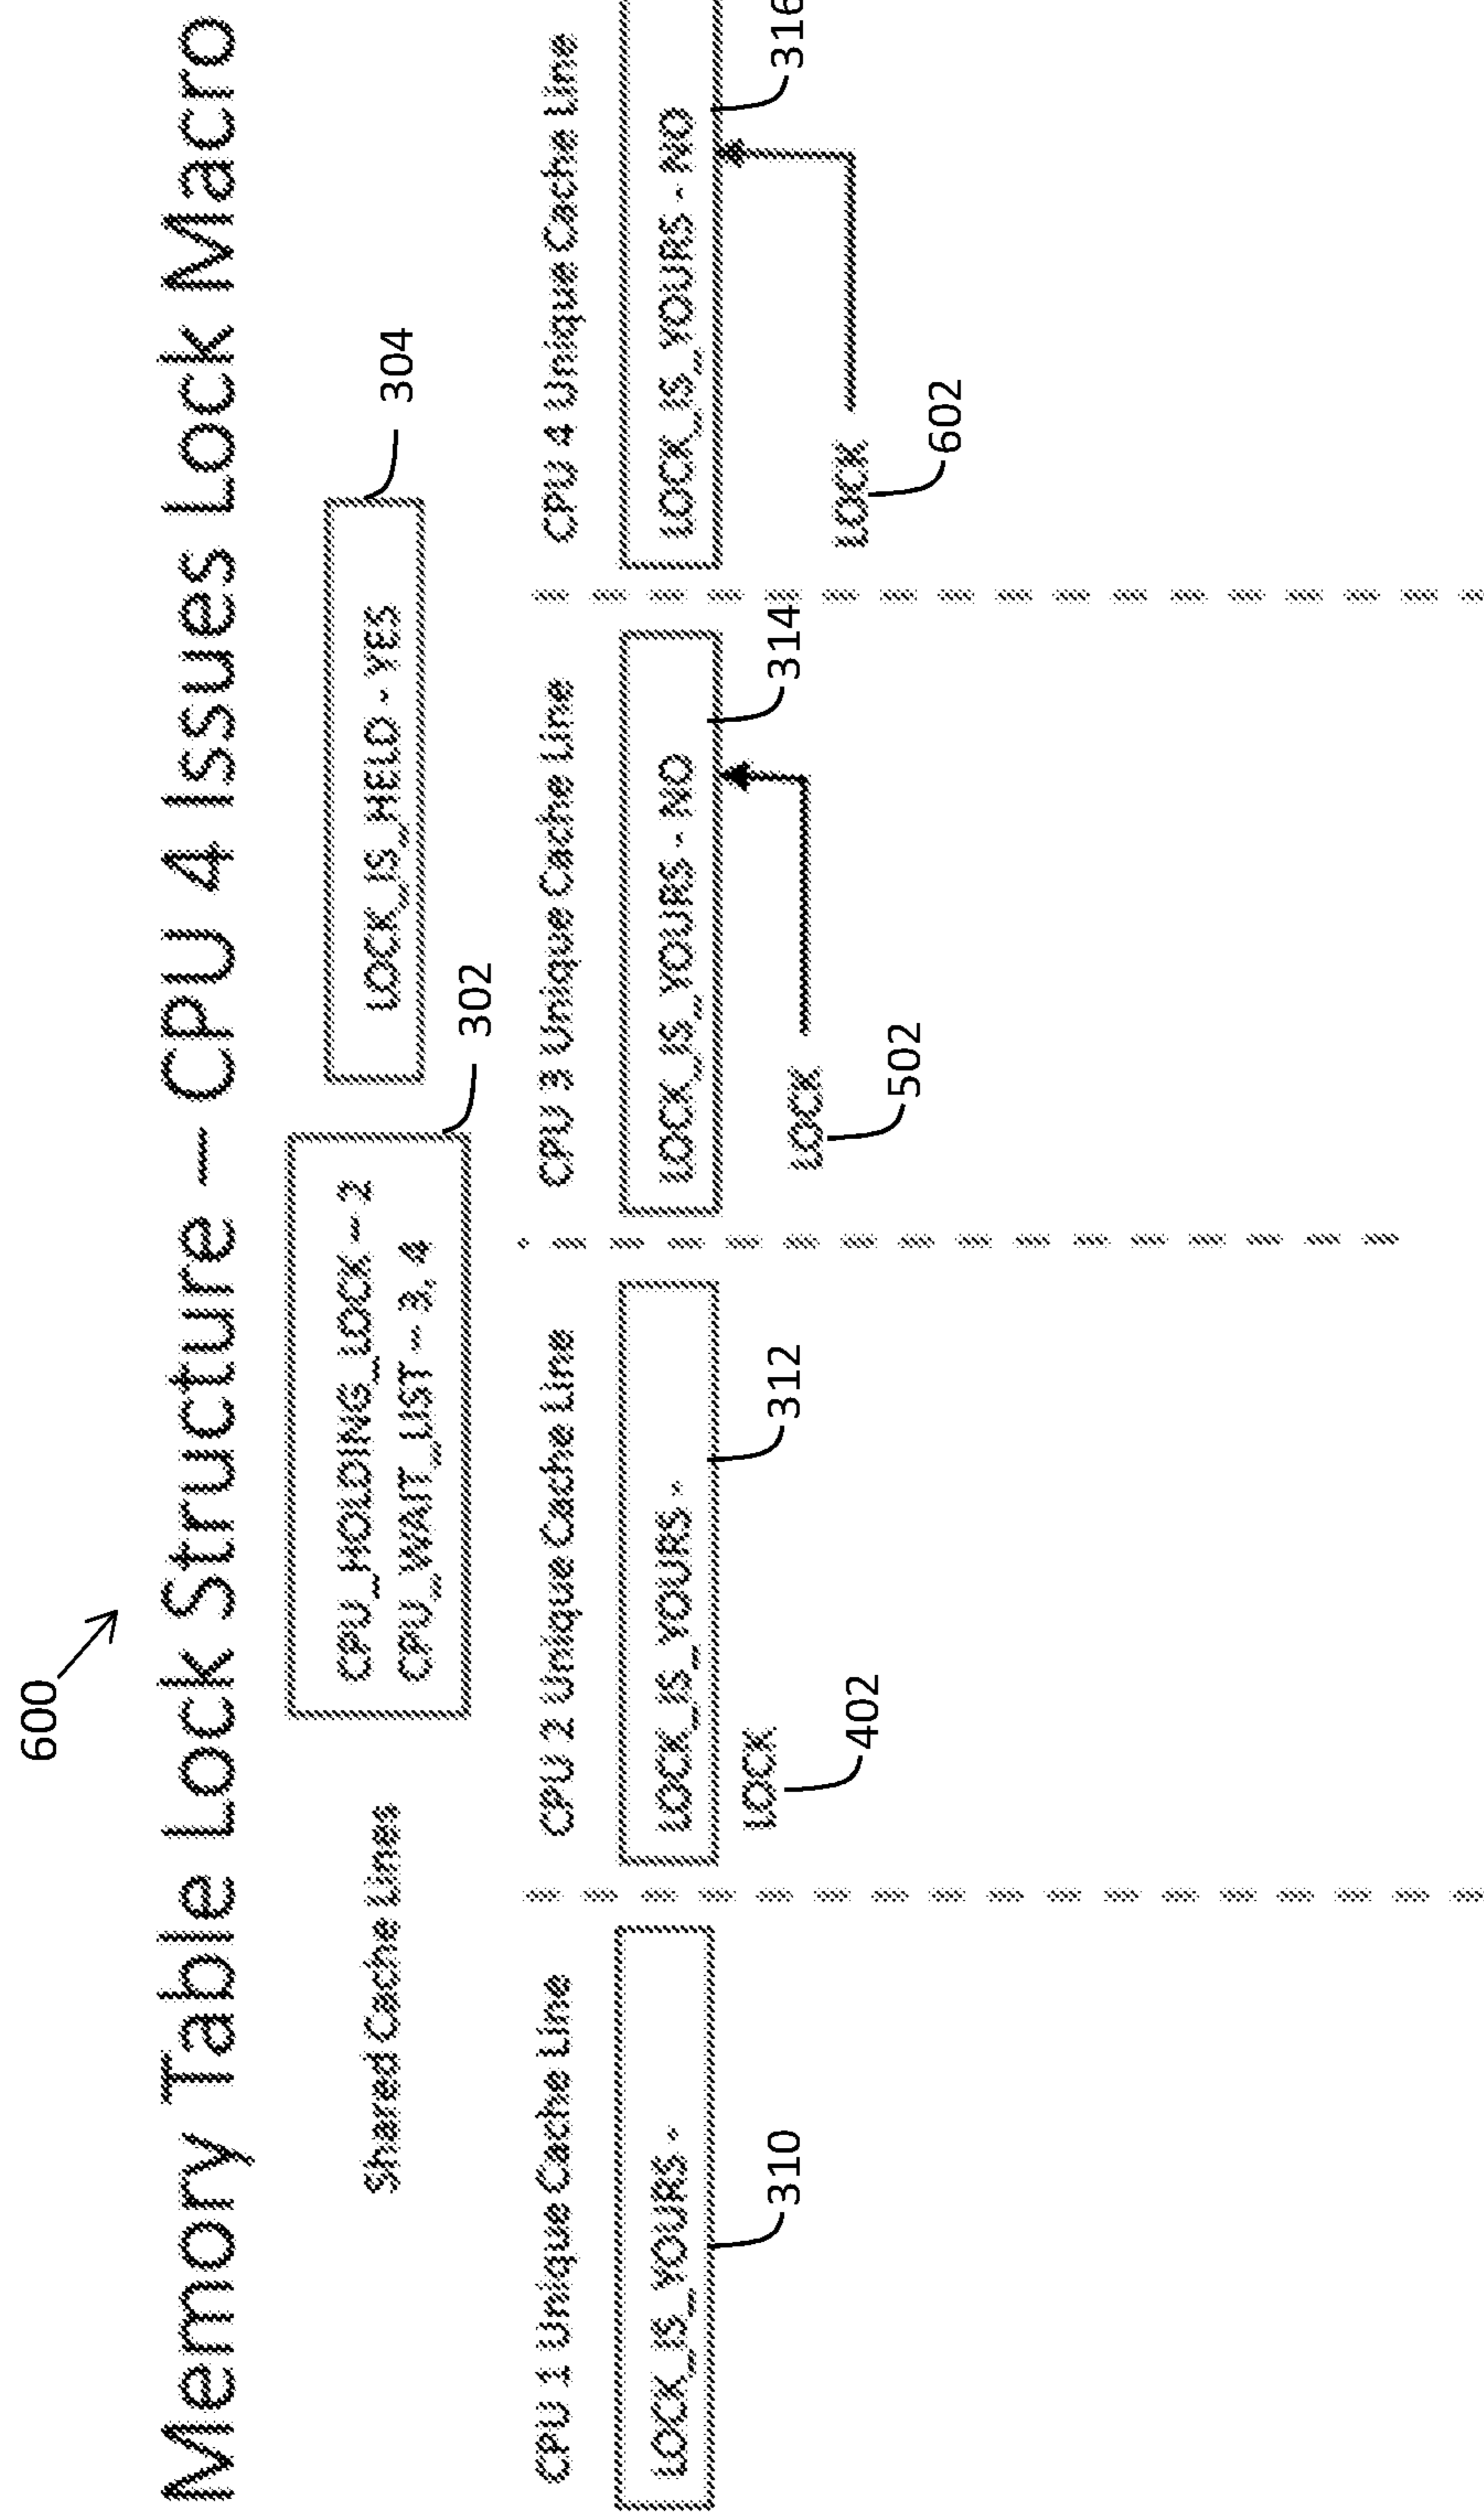 600
Memory Table Lock Structure – CPU 4 Issues Lock Macro
Shared Cache Lines
CPU_HOLDING_LOCK – 2
CPU_WAIT_LIST – 3, 4
302
LOCK_IS_HELD - YES
304
CPU 1 Unique Cache Line
LOCK_IS_YOURS -
310
CPU 2 Unique Cache Line
LOCK_IS_YOURS -
312
LOCK
402
CPU 3 Unique Cache Line
LOCK_IS_YOURS - NO
314
LOCK
502
CPU 4 Unique Cache Line
LOCK_IS_YOURS - NO
316
LOCK
602